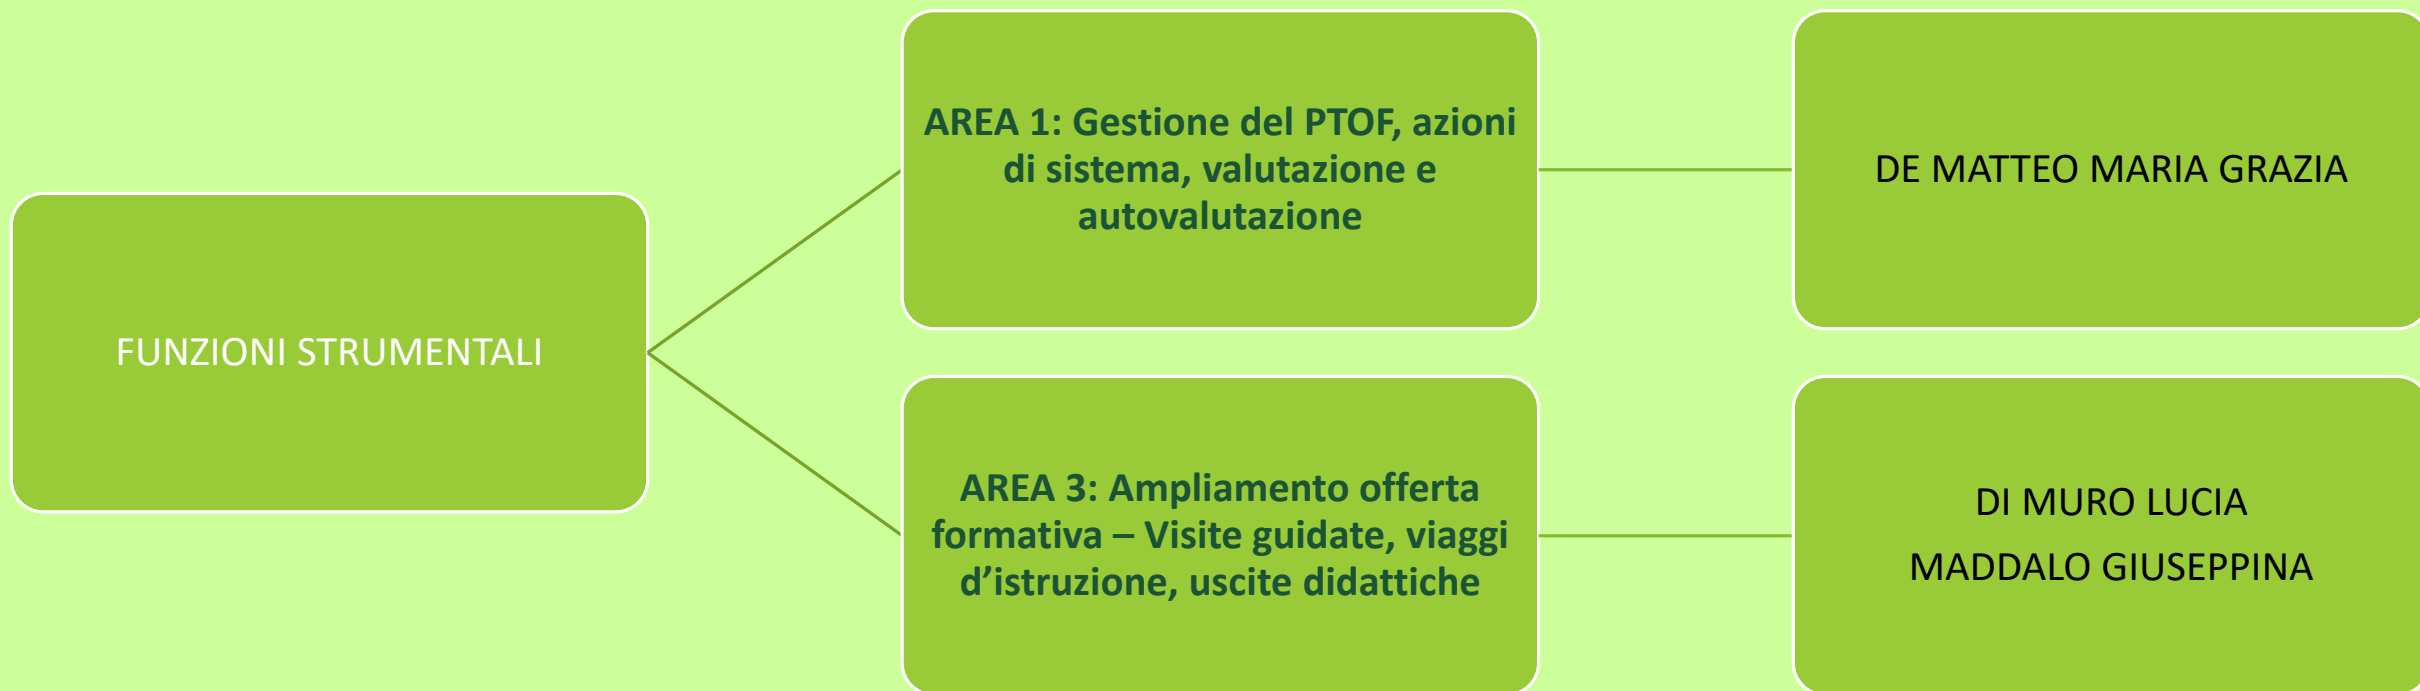 FUNZIONI STRUMENTALI
AREA 1: Gestione del PTOF, azioni
di sistema, valutazione e
autovalutazione
DE MATTEO MARIA GRAZIA
AREA 3: Ampliamento offerta
formativa – Visite guidate, viaggi
d’istruzione, uscite didattiche
DI MURO LUCIA
MADDALO GIUSEPPINA